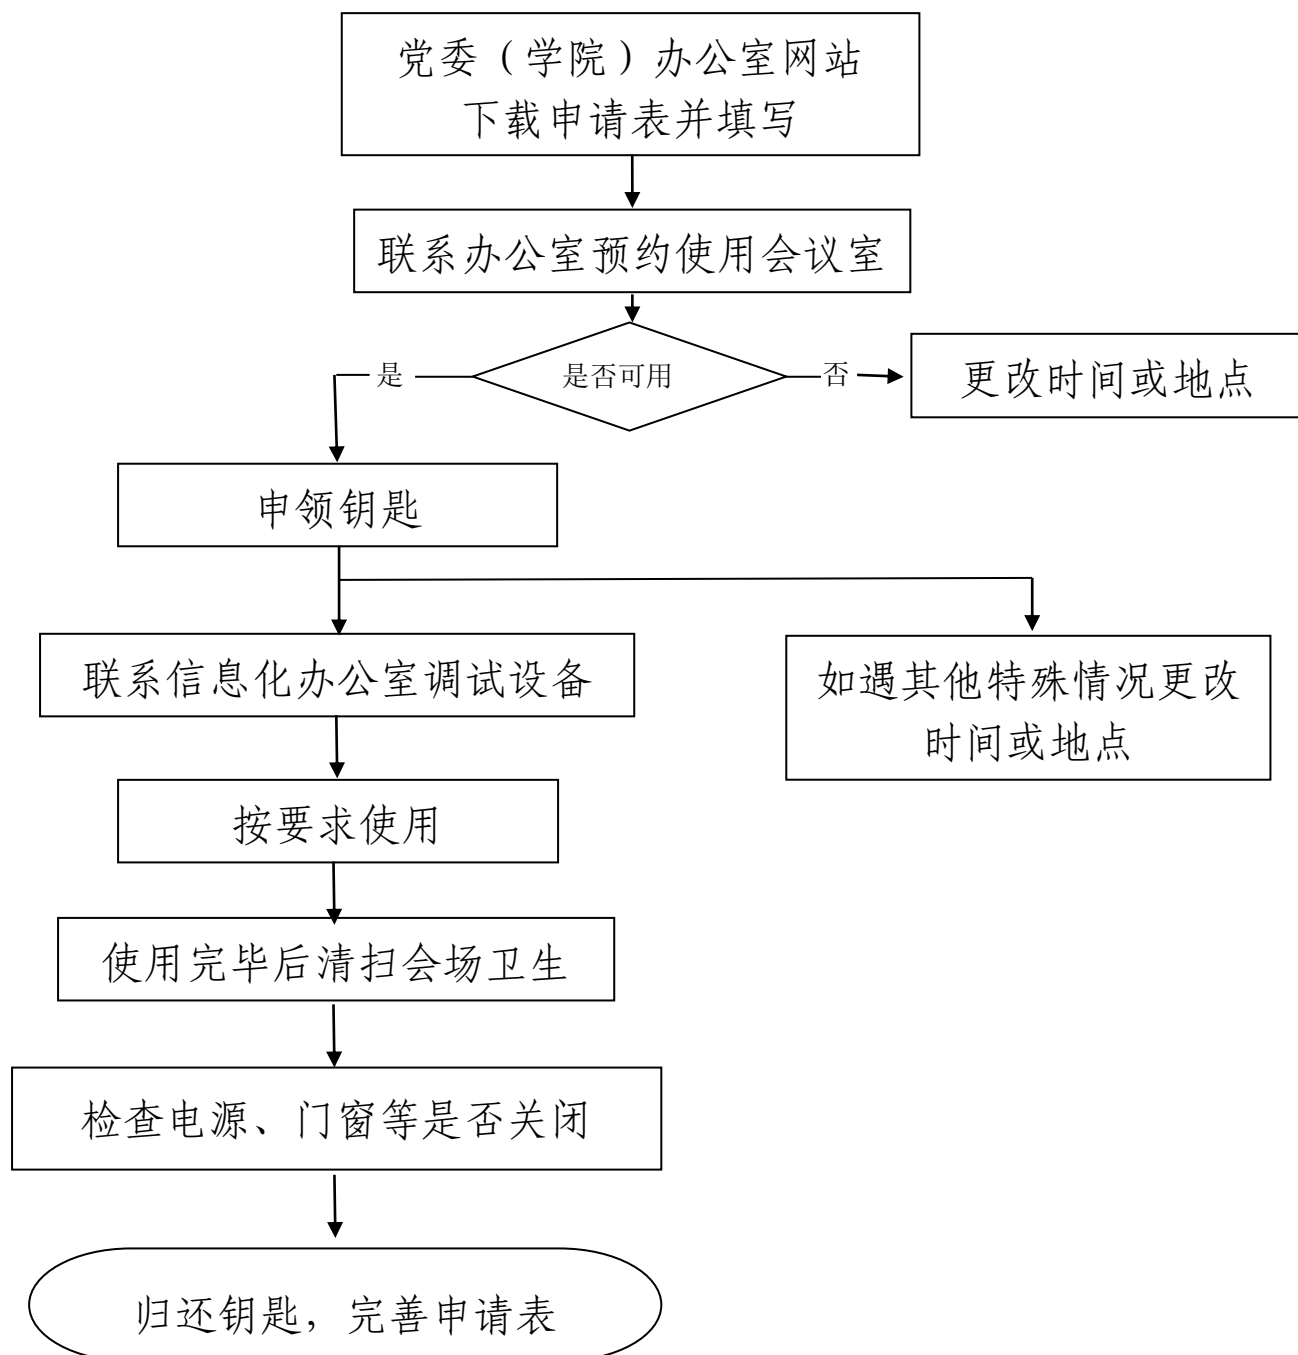 党委（学院）办公室网站
下载申请表并填写
联系办公室预约使用会议室
是
是否可用
否
更改时间或地点
申领钥匙
联系信息化办公室调试设备
如遇其他特殊情况更改
时间或地点
按要求使用
使用完毕后清扫会场卫生
检查电源、门窗等是否关闭
归还钥匙，完善申请表